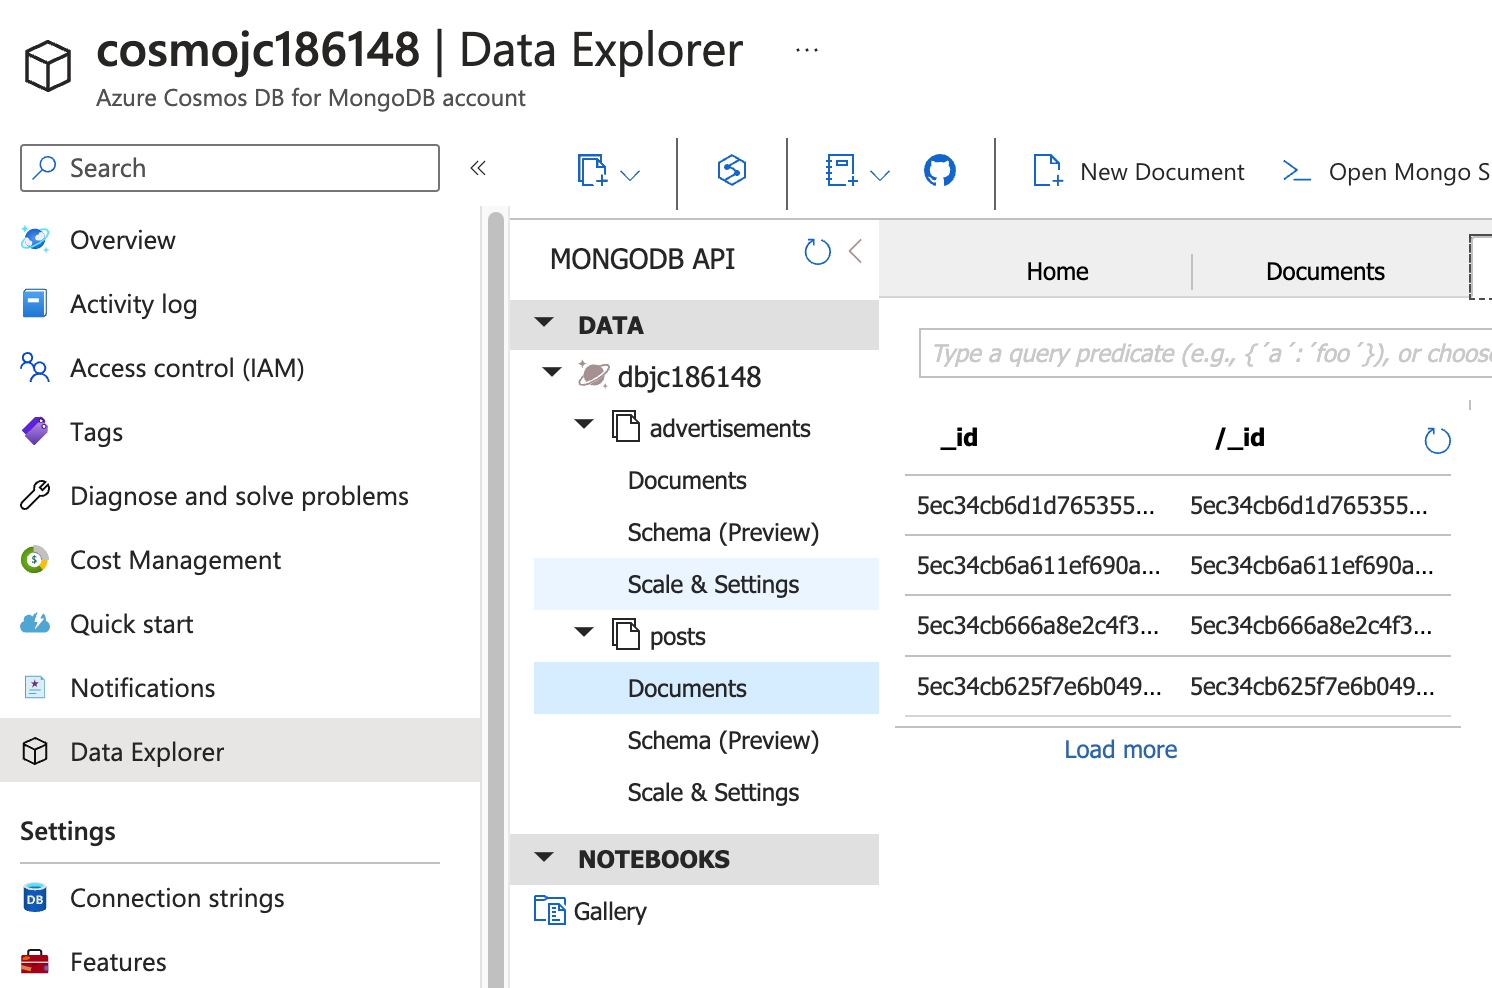 cosmojc186148 | Data Explorer ...
Azure Cosmos DB for MongoDB account
Search
Overview
Activity log
Access control (IAM)
Tags
Diagnose and solve problems
Cost Management
Quick start
Notifications
Data Explorer
Settings
DB
Connection strings
Features
New Document
Open Mongo S
MONGODB API
DATA
dbjc186148
advertisements
Documents
Schema (Preview)
Scale & Settings
posts
Documents
Schema (Preview)
Scale & Settings
NOTEBOOKS
Gallery
Home
Documents
Type a query predicate (e.g., {´a´:´foo´}), or choose
_id /_id
5ec34cb6d1d765355... 5ec34cb6d1d765355...
5ec34cb6a611ef690a... 5ec34cb6a611ef690a...
5ec34cb666a8e2c4f3... 5ec34cb666a8e2c4f3...
5ec34cb625f7e6b049... 5ec34cb625f7e6b049...
Load more